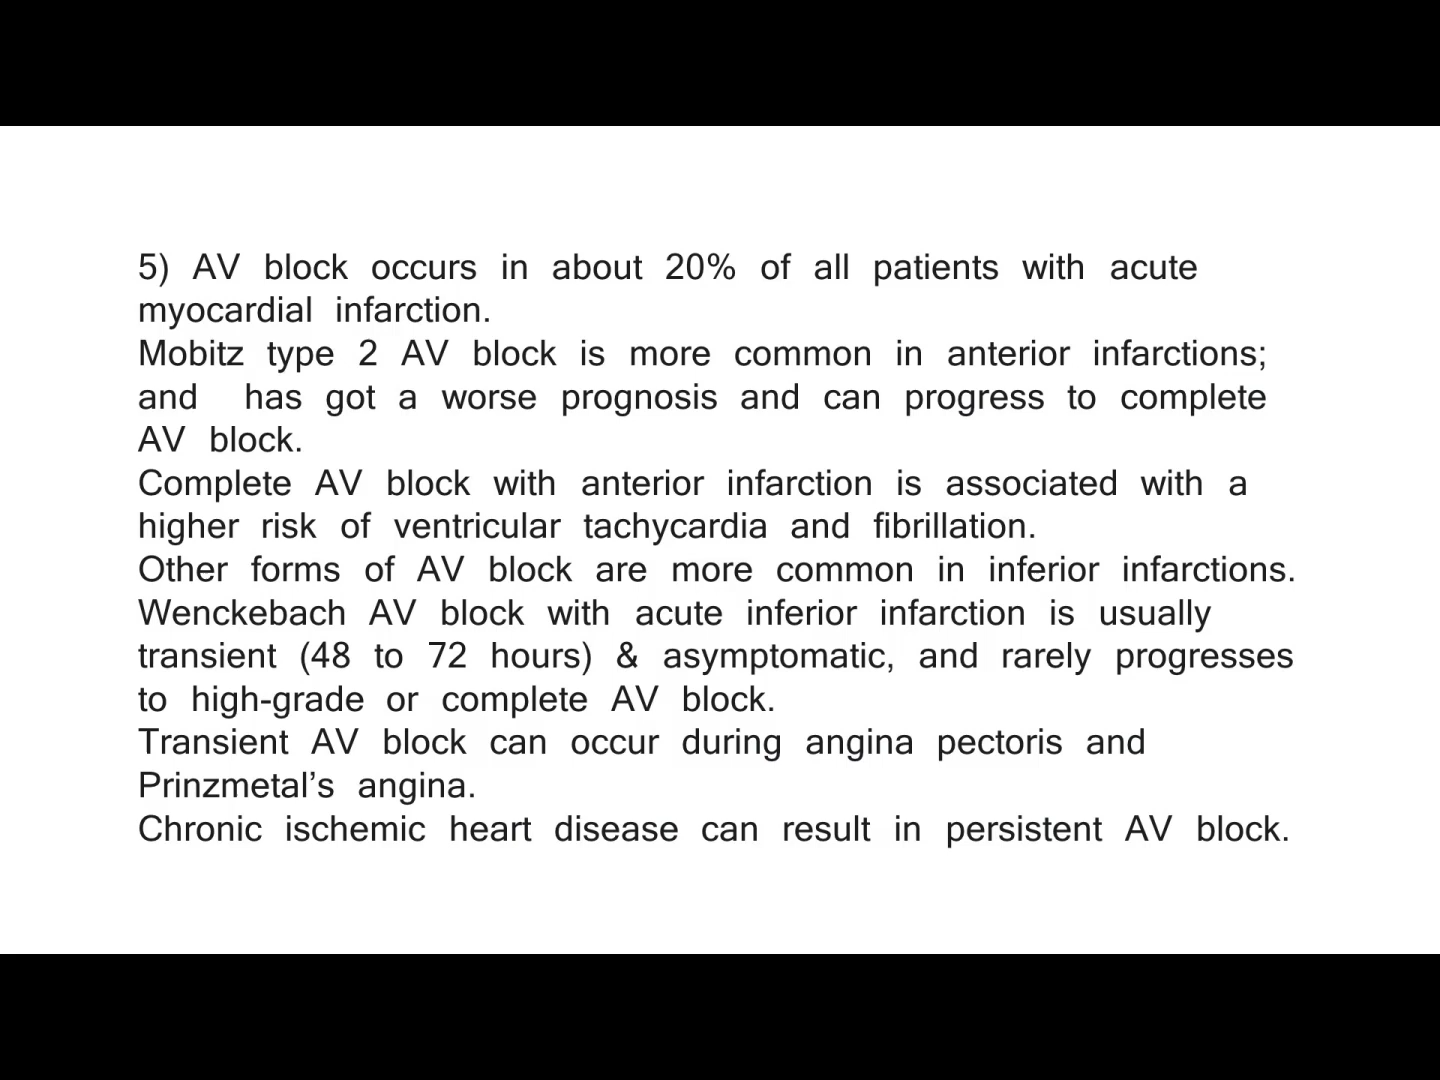 5) AV block occurs in about 20% of all patients with acute
myocardial infarction.
Mobitz type 2 AV block is more common in anterior infarctions;
and has got a worse prognosis and can progress to complete
AV block.
Complete AV block with anterior infarction is associated with a
higher risk of ventricular tachycardia and fibrillation.
Other forms of AV block are more common in inferior infarctions.
Wenckebach AV block with acute inferior infarction is usually
transient (48 to 72 hours) & asymptomatic, and rarely progresses
to high-grade or complete AV block.
Transient AV block can occur during angina pectoris and
Prinzmetal’s angina.
Chronic ischemic heart disease can result in persistent AV block.